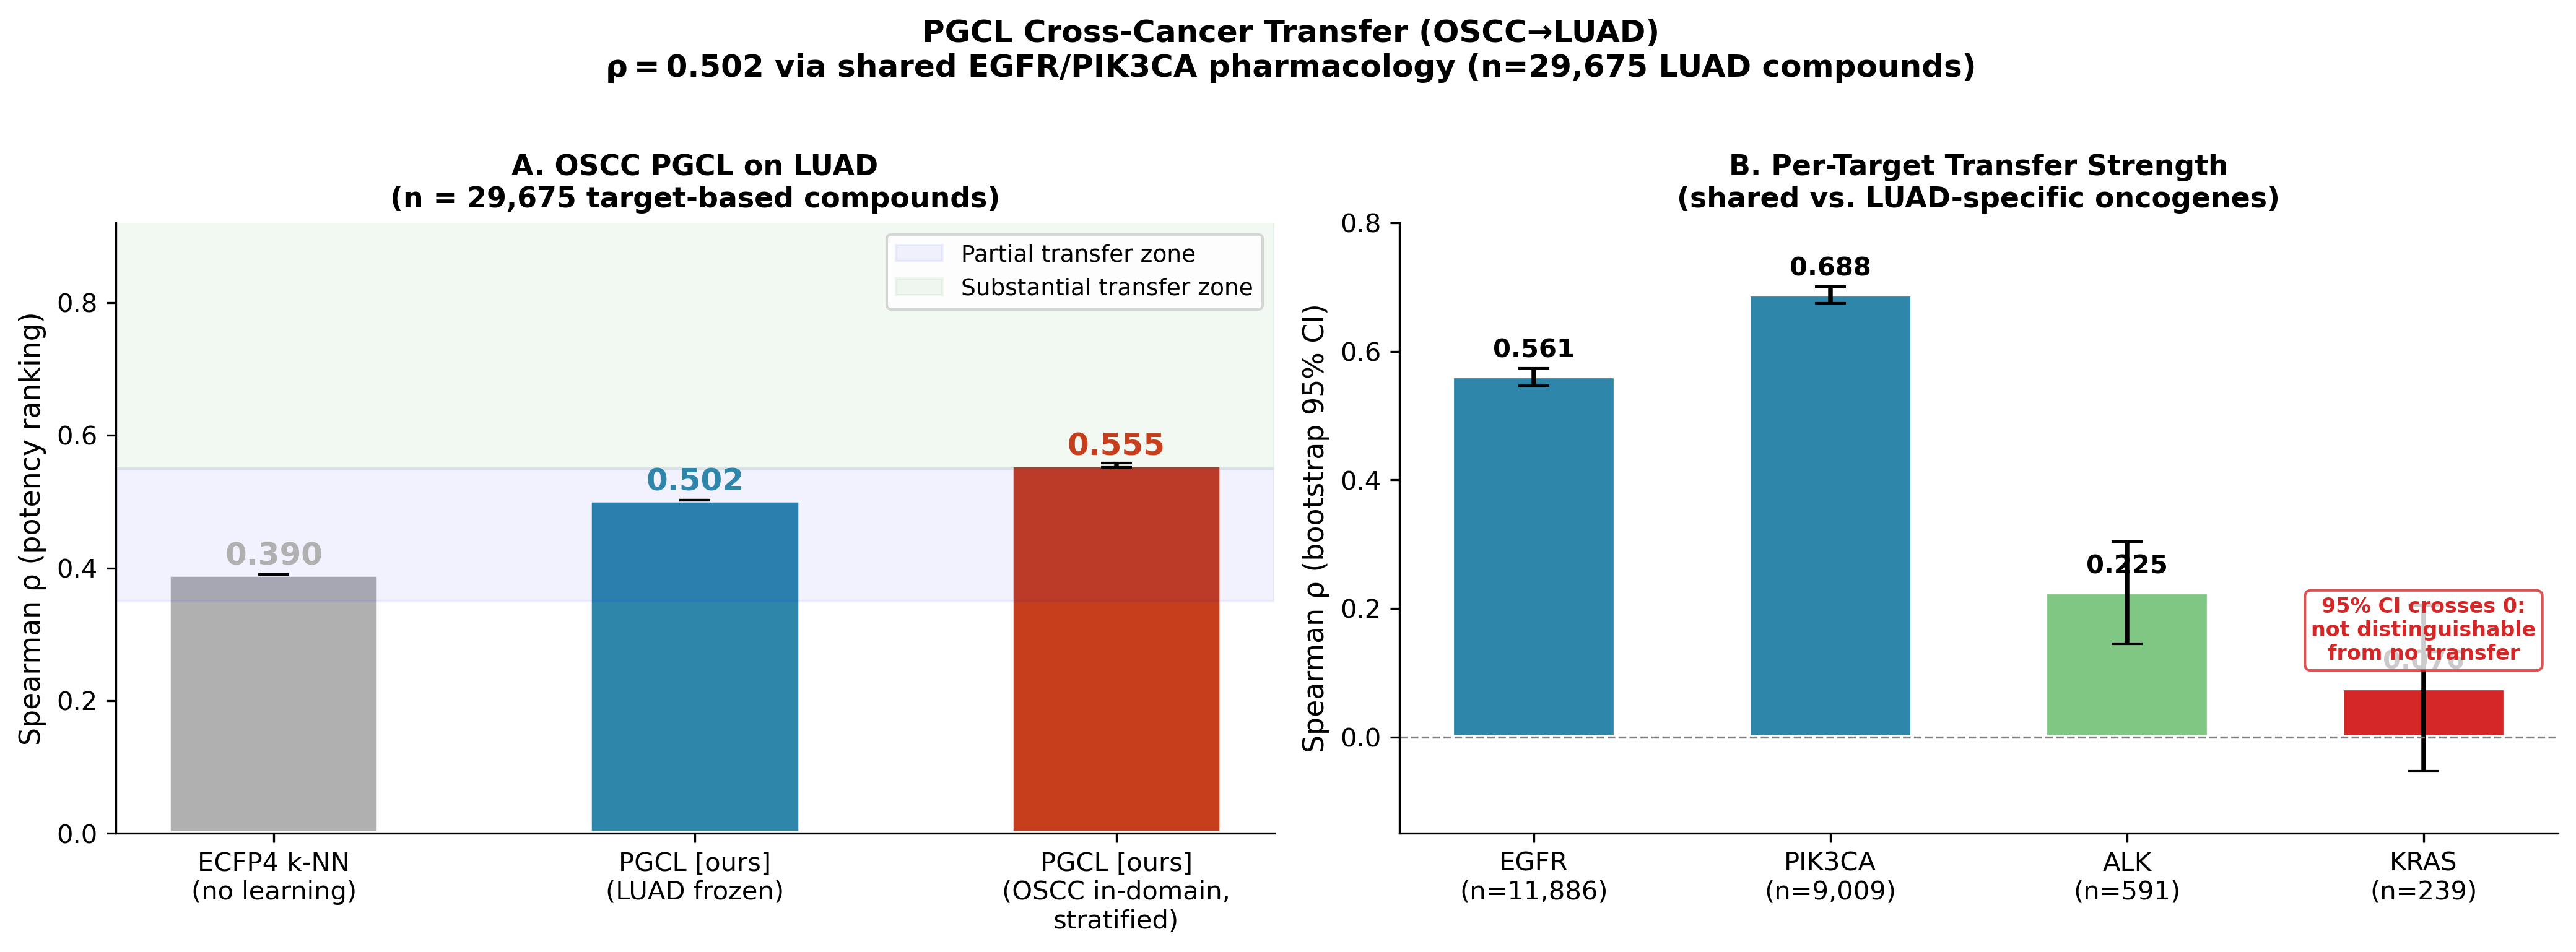 PGCL Cross-Cancer Transfer (OSCC→LUAD)
ρ = 0.502 via shared EGFR/PIK3CA pharmacology (n=29,675 LUAD compounds)
A. OSCC PGCL on LUAD
(n = 29,675 target-based compounds)
Spearman ρ (potency ranking)
0.8
0.6
0.4
0.2
0.0
Partial transfer zone
Substantial transfer zone
0.390
0.502
0.555
ECFP4 k-NN
(no learning)
PGCL [ours]
(LUAD frozen)
PGCL [ours]
(OSCC in-domain,
stratified)
B. Per-Target Transfer Strength
(shared vs. LUAD-specific oncogenes)
Spearman ρ (bootstrap 95% CI)
0.8
0.6
0.4
0.2
0.0
0.561
0.688
0.225
0.076
95% CI crosses 0:
not distinguishable
from no transfer
EGFR
(n=11,886)
PIK3CA
(n=9,009)
ALK
(n=591)
KRAS
(n=239)